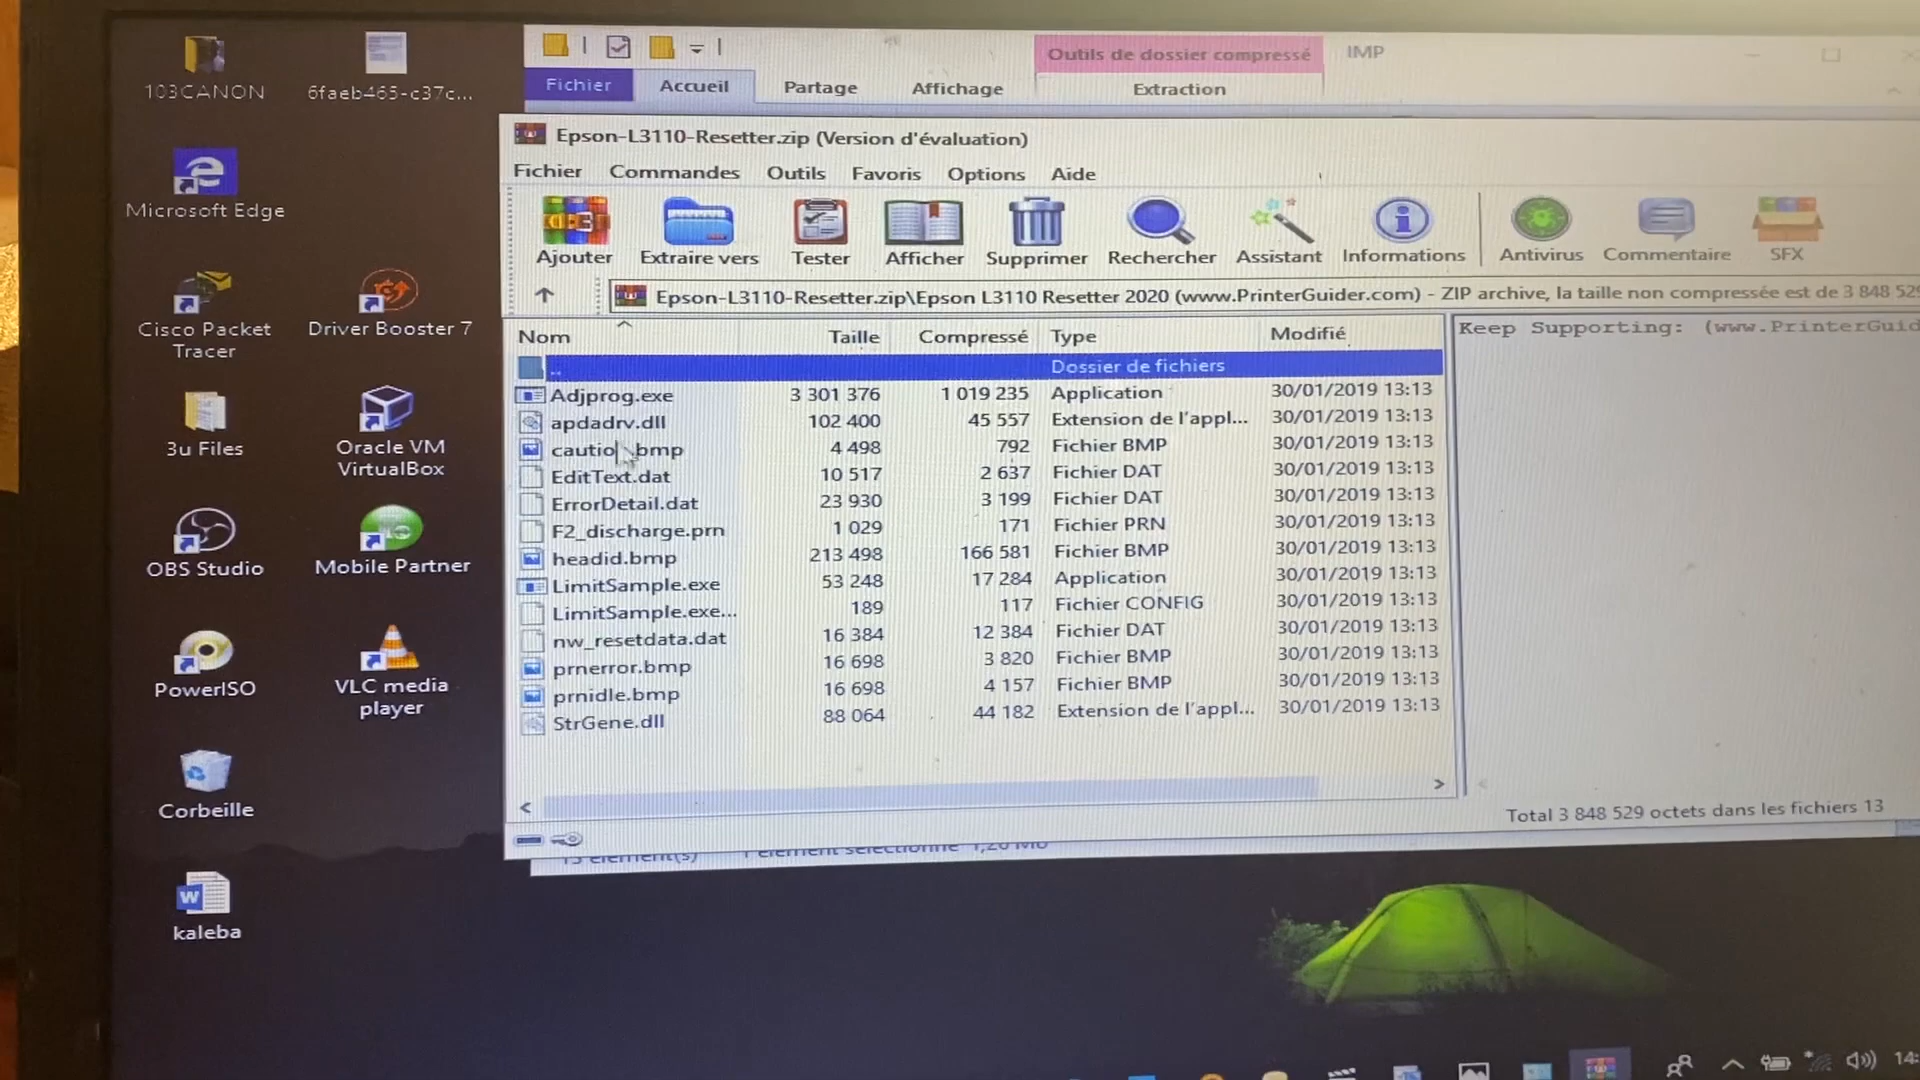 103CANON
6faeb465-c37c...
Microsoft Edge
Cisco Packet
Tracer
Driver Booster 7
3u Files
Oracle VM
VirtualBox
OBS Studio
Mobile Partner
PowerISO
VLC media
player
Corbeille
kaleba
Outils de dossier compressé
IMP
Fichier Accueil Partage Affichage Extraction
Epson-L3110-Resetter.zip (Version d'évaluation)
Fichier Commandes Outils Favoris Options Aide
Ajouter Extraire vers Tester Afficher Supprimer Rechercher Assistant Informations Antivirus Commentaire SFX
Epson-L3110-Resetter.zip\Epson L3110 Resetter 2020 (www.PrinterGuider.com) - ZIP archive, la taille non compressée est de 3 848 529
Nom Taille Compressé Type Modifié
.. Dossier de fichiers
Adjprog.exe 3 301 376 1 019 235 Application 30/01/2019 13:13
apdadrv.dll 102 400 45 557 Extension de l'appl... 30/01/2019 13:13
cautio .bmp 4 498 792 Fichier BMP 30/01/2019 13:13
EditText.dat 10 517 2 637 Fichier DAT 30/01/2019 13:13
ErrorDetail.dat 23 930 3 199 Fichier DAT 30/01/2019 13:13
F2_discharge.prn 1 029 171 Fichier PRN 30/01/2019 13:13
headid.bmp 213 498 166 581 Fichier BMP 30/01/2019 13:13
LimitSample.exe 53 248 17 284 Application 30/01/2019 13:13
LimitSample.exe... 189 117 Fichier CONFIG 30/01/2019 13:13
nw_resetdata.dat 16 384 12 384 Fichier DAT 30/01/2019 13:13
prnerror.bmp 16 698 3 820 Fichier BMP 30/01/2019 13:13
prnidle.bmp 16 698 4 157 Fichier BMP 30/01/2019 13:13
StrGene.dll 88 064 44 182 Extension de l'appl... 30/01/2019 13:13
Keep Supporting: (www.PrinterGuid
Total 3 848 529 octets dans les fichiers 13
14: